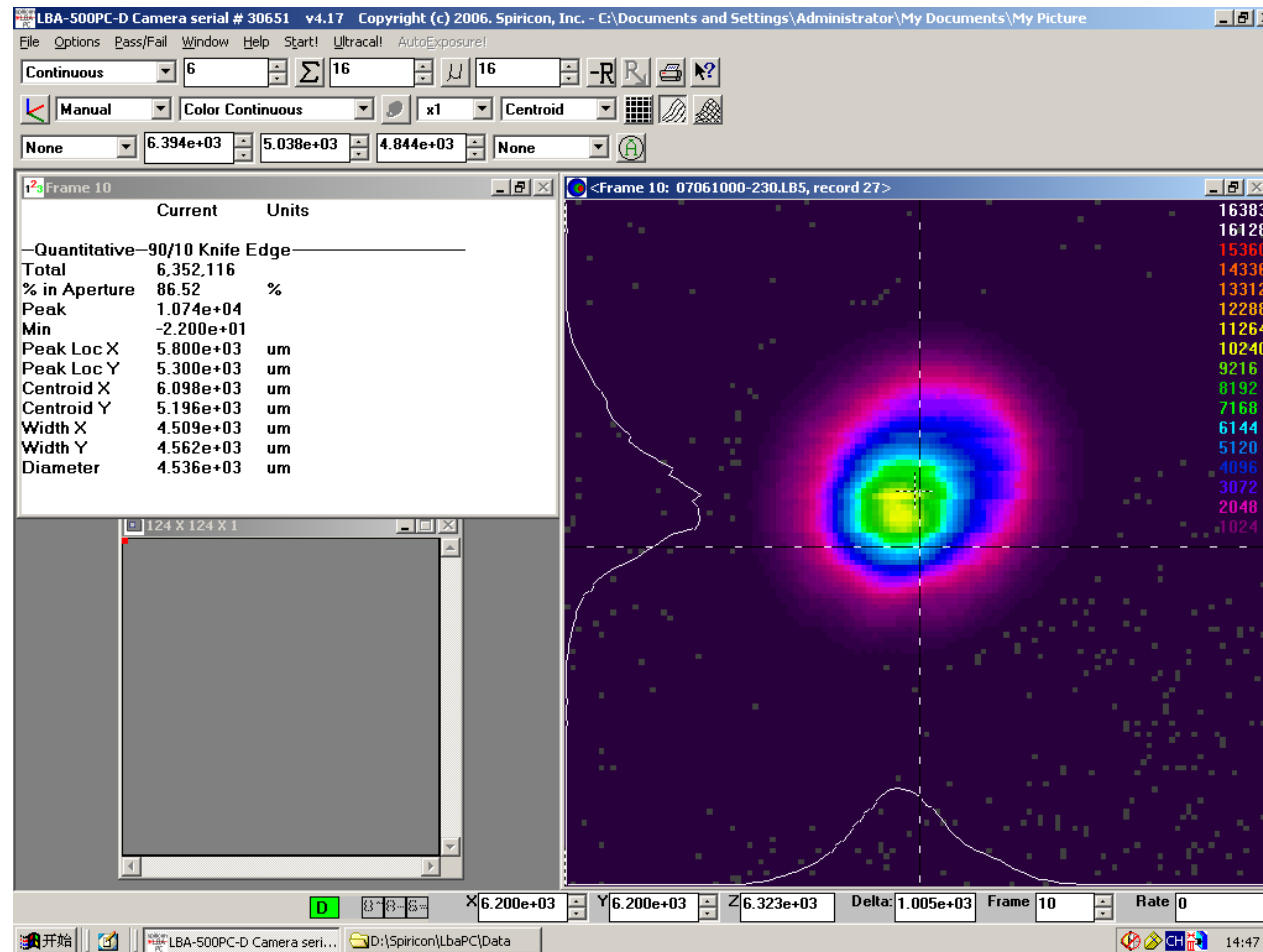 LBA-500PC-D Camera serial # 30651 v4.17 Copyright (c) 2006. Spiricon, Inc. - C:\Documents and Settings\Administrator\My Documents\My Picture
File Options Pass/Fail Window Help Start! Ultracal! AutoExposure!
Continuous 6 Σ 16 μ 16 -R R
Manual Color Continuous x1 Centroid
None 6.394e+03 5.038e+03 4.844e+03 None A
123 Frame 10
Current Units
Quantitative 90/10 Knife Edge
Total 6,352,116
% in Aperture 86.52 %
Peak 1.074e+04
Min -2.200e+01
Peak Loc X 5.800e+03 um
Peak Loc Y 5.300e+03 um
Centroid X 6.098e+03 um
Centroid Y 5.196e+03 um
Width X 4.509e+03 um
Width Y 4.562e+03 um
Diameter 4.536e+03 um
124 X 124 X 1
<Frame 10: 07061000-230.LB5, record 27>
16383
16128
15360
14336
13312
12288
11264
10240
9216
8192
7168
6144
5120
4096
3072
2048
1024
D X 6.200e+03 Y 6.200e+03 Z 6.323e+03 Delta: 1.005e+03 Frame 10 Rate 0
开始 LBA-500PC-D Camera seri... D:\Spiricon\LbaPC\Data CH 14:47